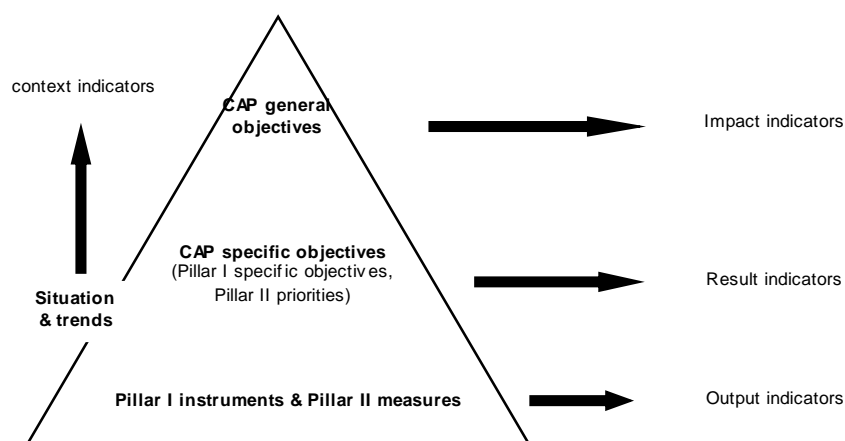 context indicators
CAP general
objectives
Impact indicators
CAP specific objectives
(Pillar I specific objectives,
Pillar II priorities)
Result indicators
Situation
& trends
Pillar I instruments & Pillar II measures
Output indicators